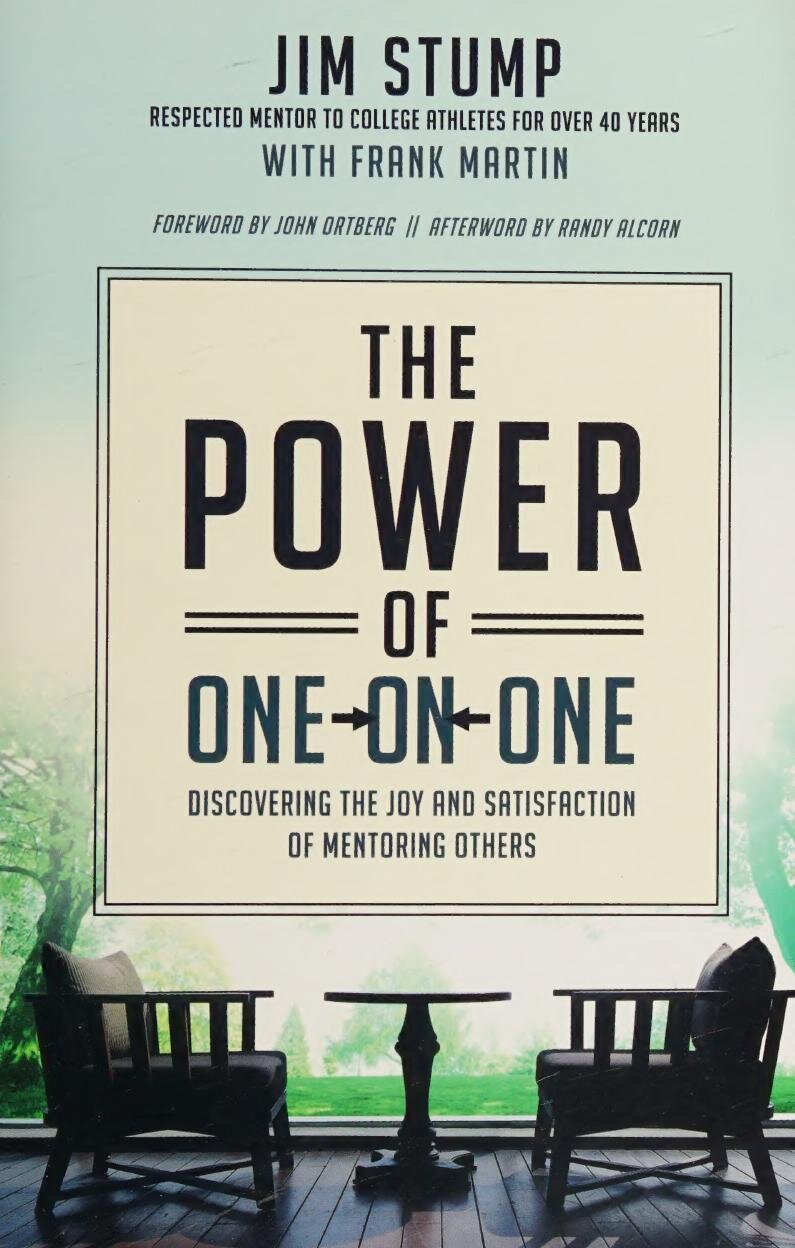 JIM STUMP
RESPECTED MENTOR TO COLLEGE ATHLETES FOR OVER 40 YEARS
WITH FRANK MARTIN
FOREWORD BY JOHN ORTBERG || AFTERWORD BY RANDY ALCORN
THE
POWER
OF
ONE→ON←ONE
DISCOVERING THE JOY AND SATISFACTION
OF MENTORING OTHERS